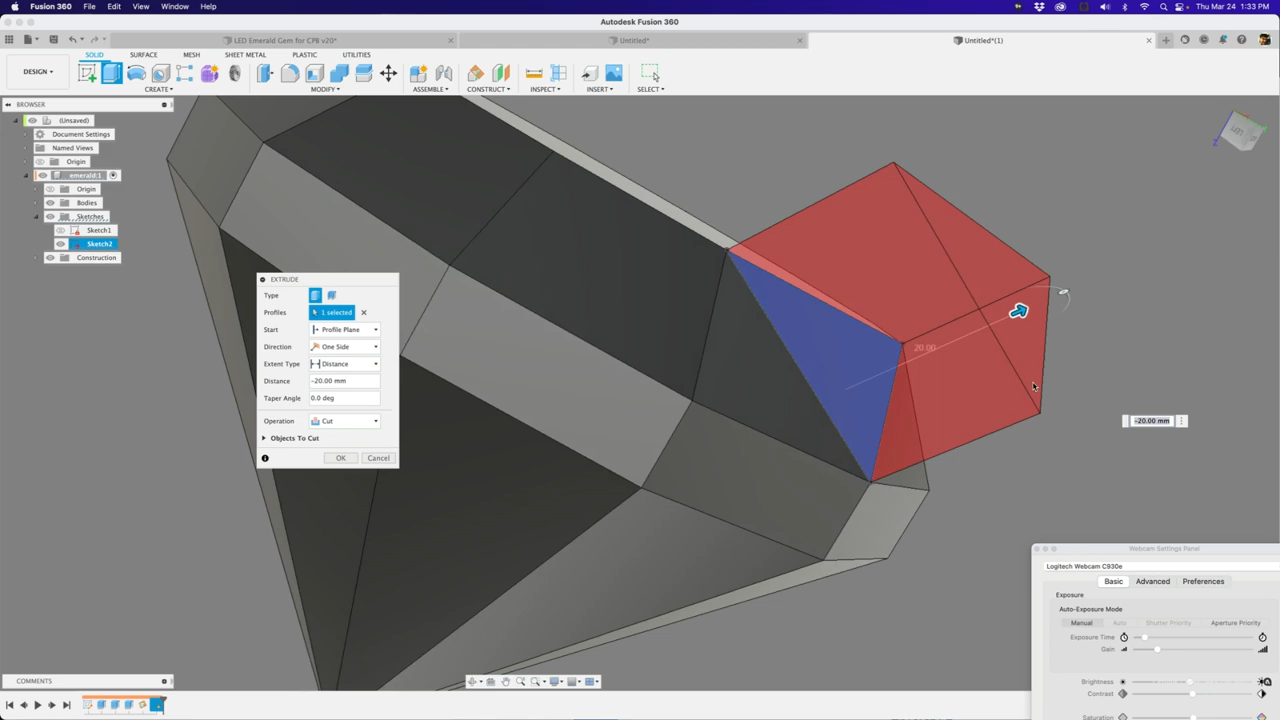 Fusion 360 File Edit View Window Help Thu Mar 24 1:33 PM
Autodesk Fusion 360
LED Emerald Gem for CPB v20* Untitled* Untitled*(1)
DESIGN
SOLID SURFACE MESH SHEET METAL PLASTIC UTILITIES
CREATE MODIFY ASSEMBLE CONSTRUCT INSPECT INSERT SELECT
BROWSER
(Unsaved)
Document Settings
Named Views
Origin
emerald:1
Origin
Bodies
Sketches
Sketch1
Sketch2
Construction
EXTRUDE
Type
Profiles 1 selected
Start Profile Plane
Direction One Side
Extent Type Distance
Distance -20.00 mm
Taper Angle 0.0 deg
Operation Cut
Objects To Cut
OK Cancel
20.00
-20.00 mm
Webcam Settings Panel
Logitech Webcam C930e
Basic Advanced Preferences
Exposure
Auto-Exposure Mode
Manual Auto Shutter Priority Aperture Priority
Exposure Time
Gain
Brightness
Contrast
Saturation
COMMENTS